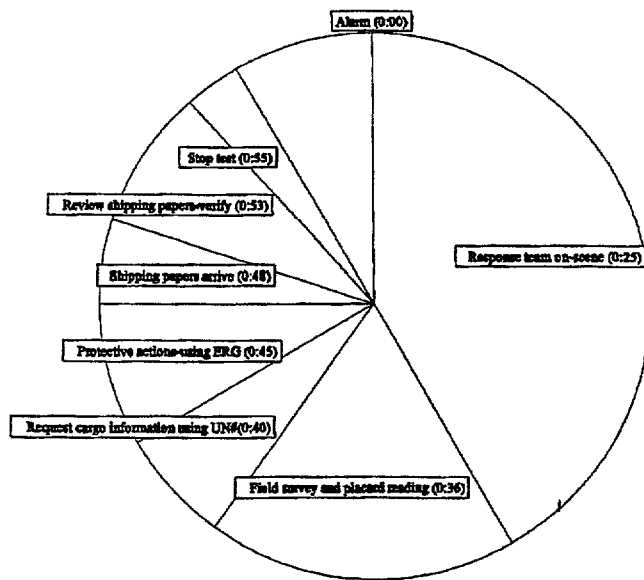 Alarm (0:00)
Stop test (0:55)
Review shipping papers-verify (0:53)
Response team on-scene (0:25)
Shipping papers arrive (0:48)
Protective actions-using ERG (0:45)
Request cargo information using UN#(0:40)
Field survey and placard reading (0:36)